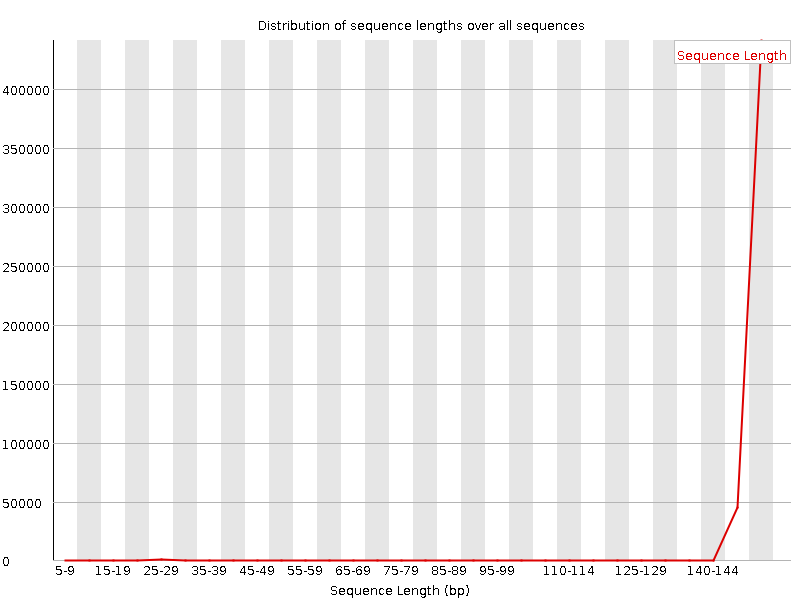 Distribution of sequence lengths over all sequences
Sequence Length
400000
350000
300000
250000
200000
150000
100000
50000
0
5-9 15-19 25-29 35-39 45-49 55-59 65-69 75-79 85-89 95-99 110-114 125-129 140-144
Sequence Length (bp)